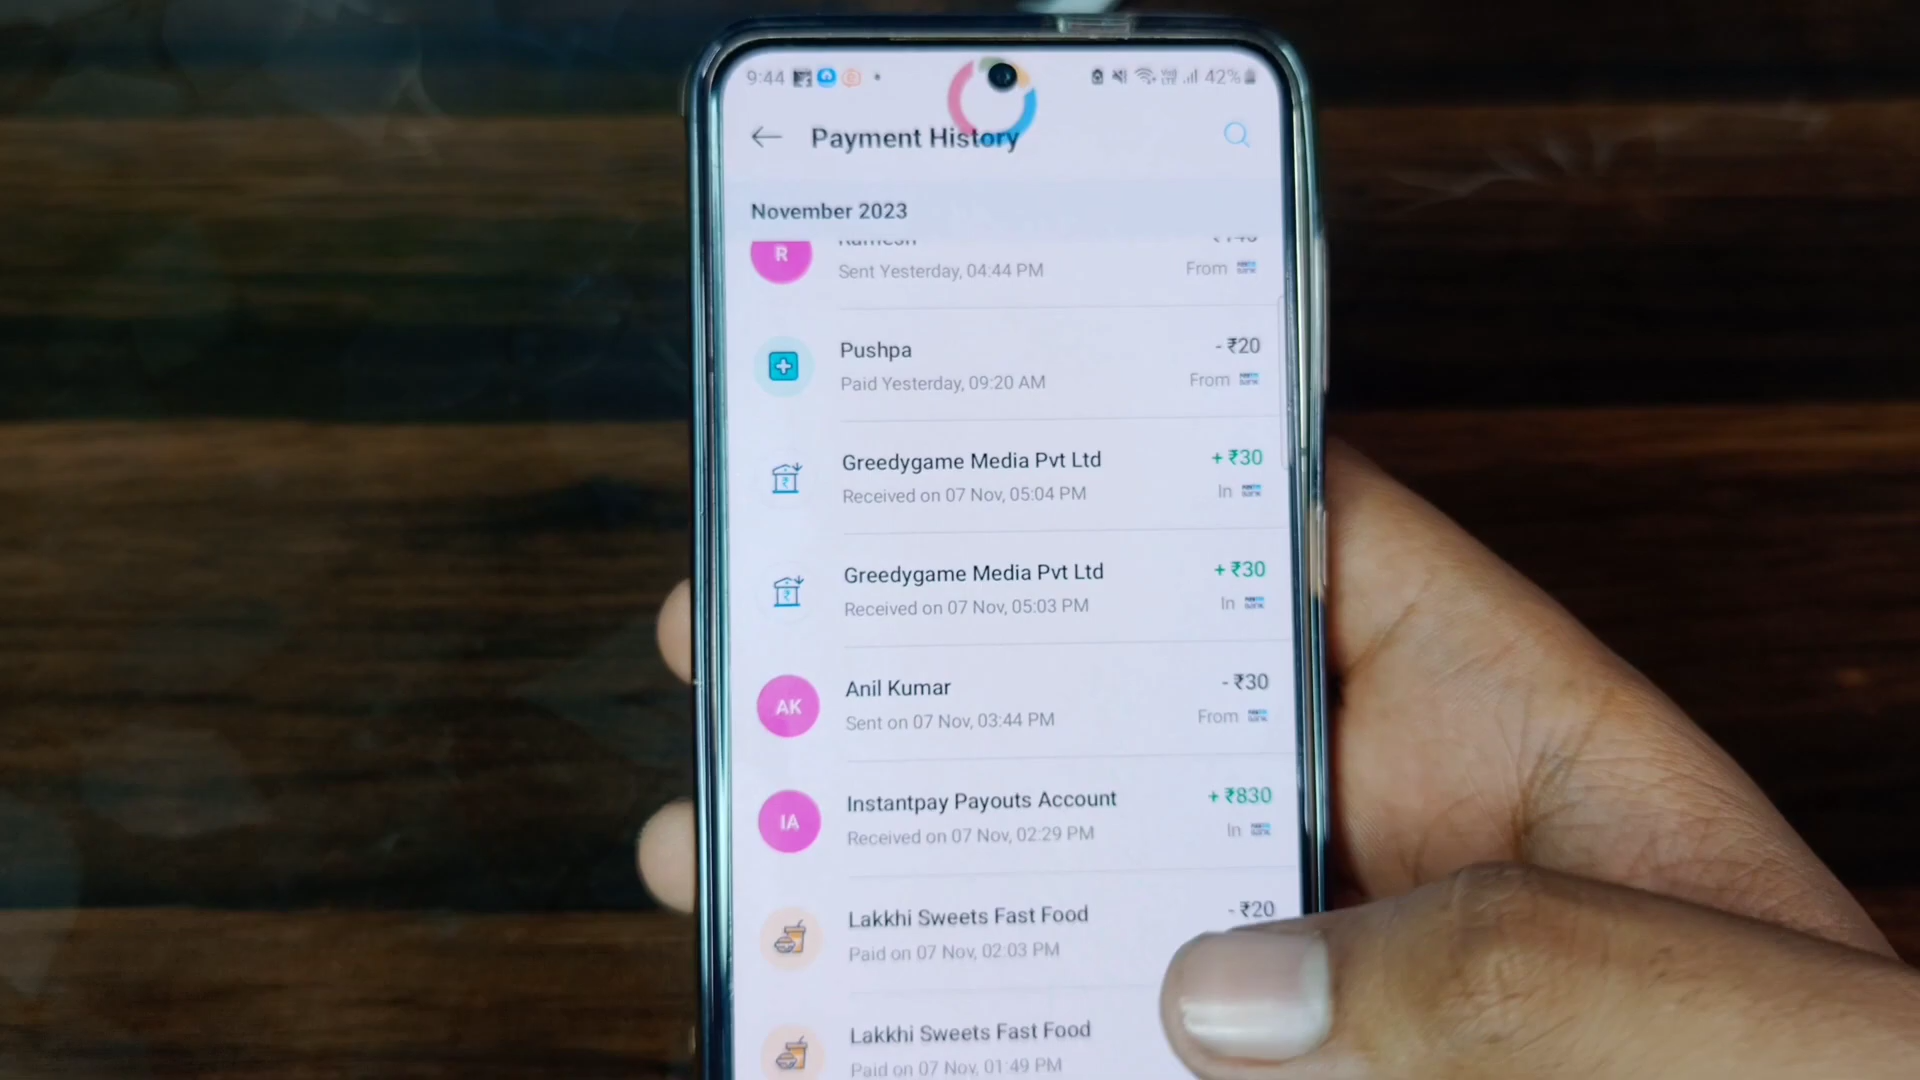 9:44
42%
Payment History
November 2023
R
Sent Yesterday, 04:44 PM
From
Pushpa
- ₹20
Paid Yesterday, 09:20 AM
From
Greedygame Media Pvt Ltd
+ ₹30
Received on 07 Nov, 05:04 PM
In
Greedygame Media Pvt Ltd
+ ₹30
Received on 07 Nov, 05:03 PM
In
AK
Anil Kumar
- ₹30
Sent on 07 Nov, 03:44 PM
From
IA
Instantpay Payouts Account
+ ₹830
Received on 07 Nov, 02:29 PM
In
Lakkhi Sweets Fast Food
- ₹20
Paid on 07 Nov, 02:03 PM
Lakkhi Sweets Fast Food
Paid on 07 Nov, 01:49 PM